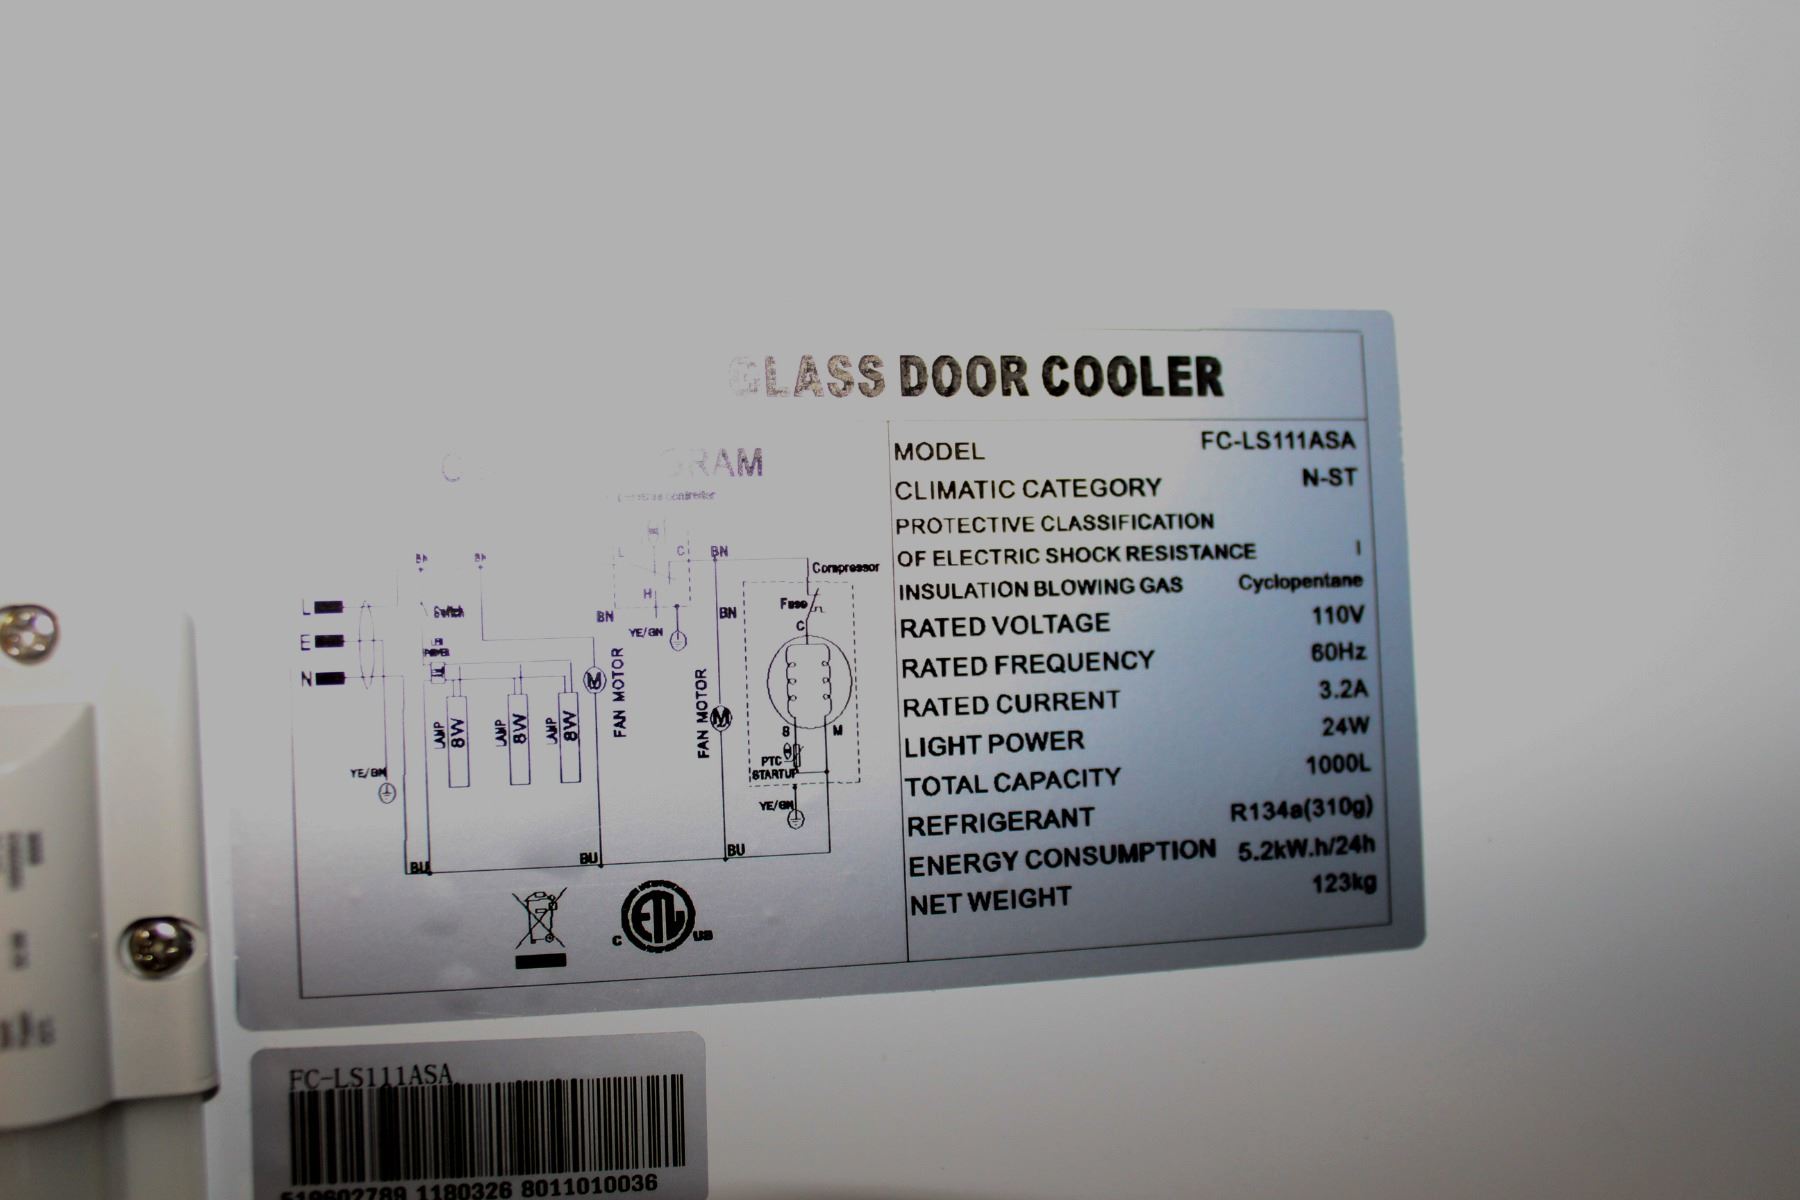 GLASS DOOR COOLER
MODEL FC-LS111ASA
CLIMATIC CATEGORY N-ST
PROTECTIVE CLASSIFICATION
OF ELECTRIC SHOCK RESISTANCE I
INSULATION BLOWING GAS Cyclopentane
RATED VOLTAGE 110V
RATED FREQUENCY 60Hz
RATED CURRENT 3.2A
LIGHT POWER 24W
TOTAL CAPACITY 1000L
REFRIGERANT R134a(310g)
ENERGY CONSUMPTION 5.2kW.h/24h
NET WEIGHT 123kg
BN
BN
L
C
BN
Compressor
L
Switch
H
BN
BN
Fuse
C
E
YE/GN
N
FAN MOTOR
M
FAN MOTOR
M
LAMP 8W
LAMP 8W
LAMP 8W
S
M
PTC
STARTUP
YE/GN
YE/GN
BU
BU
BU
C ETL US
FC-LS111ASA
1180326 8011010036